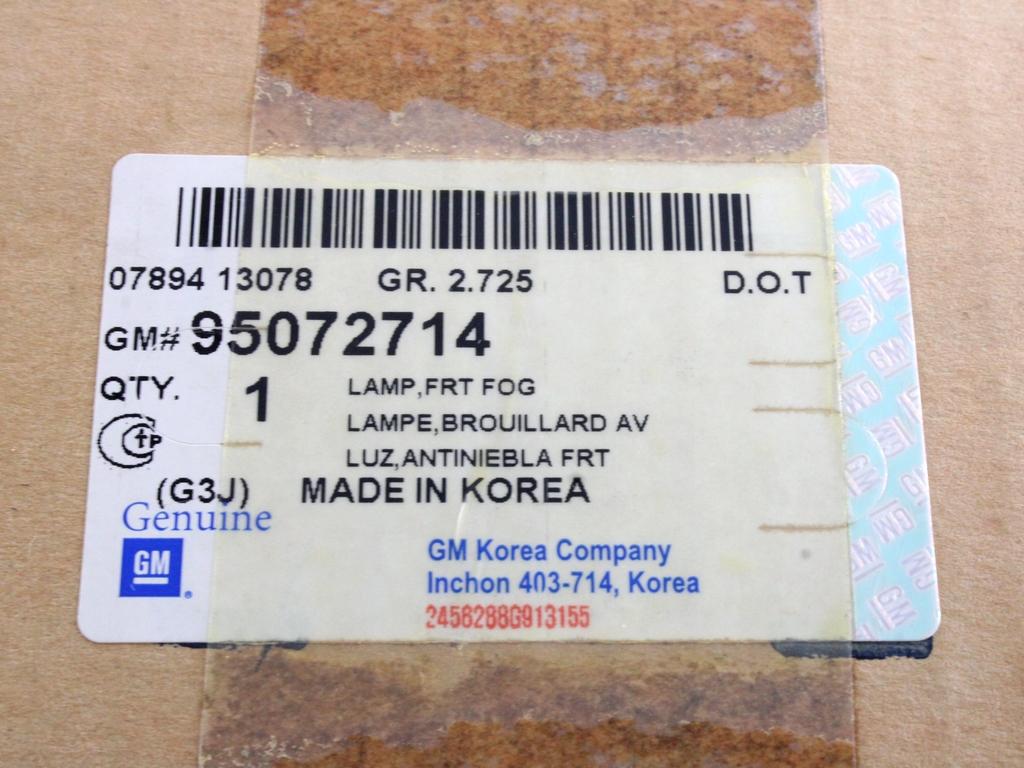 07894 13078 GR. 2.725 D.O.T
GM# 95072714
QTY. 1 LAMP,FRT FOG
LAMPE,BROUILLARD AV
LUZ,ANTINIEBLA FRT
(G3J) MADE IN KOREA
Genuine
GM
GM Korea Company
Inchon 403-714, Korea
2456288G913155